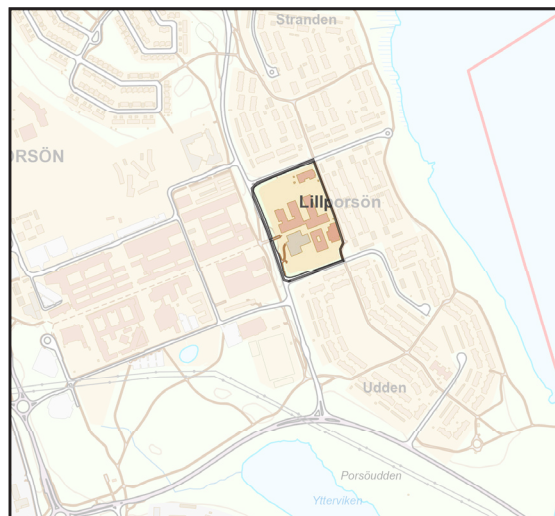 Stranden
ORSÖN
Lillporsön
Udden
Porsöudden
Ytterviken